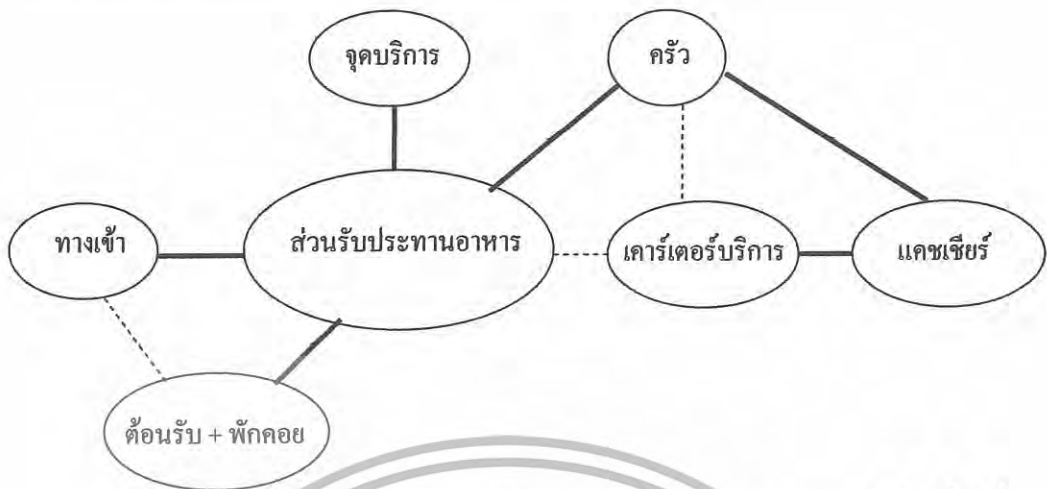 จุดบริการ
ครัว
ทางเข้า
ส่วนรับประทานอาหาร
เคาร์เตอร์บริการ
แคชเชียร์
ต้อนรับ + พักคอย